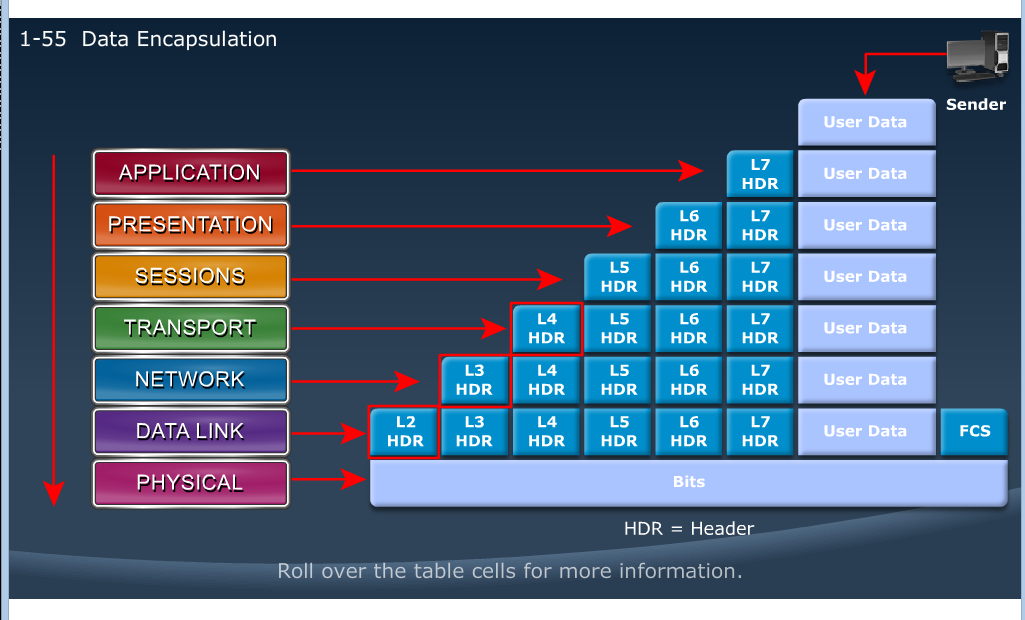 1-55 Data Encapsulation
Sender
User Data
APPLICATION
L7
HDR
User Data
PRESENTATION
L6
HDR
L7
HDR
User Data
SESSIONS
L5
HDR
L6
HDR
L7
HDR
User Data
TRANSPORT
L4
HDR
L5
HDR
L6
HDR
L7
HDR
User Data
NETWORK
L3
HDR
L4
HDR
L5
HDR
L6
HDR
L7
HDR
User Data
DATA LINK
L2
HDR
L3
HDR
L4
HDR
L5
HDR
L6
HDR
L7
HDR
User Data
FCS
PHYSICAL
Bits
HDR = Header
Roll over the table cells for more information.